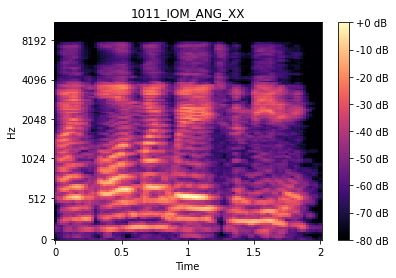 1011_IOM_ANG_XX
8192
4096
2048
1024
512
0
Hz
0
0.5
1
1.5
2
Time
+0 dB
-10 dB
-20 dB
-30 dB
-40 dB
-50 dB
-60 dB
-70 dB
-80 dB